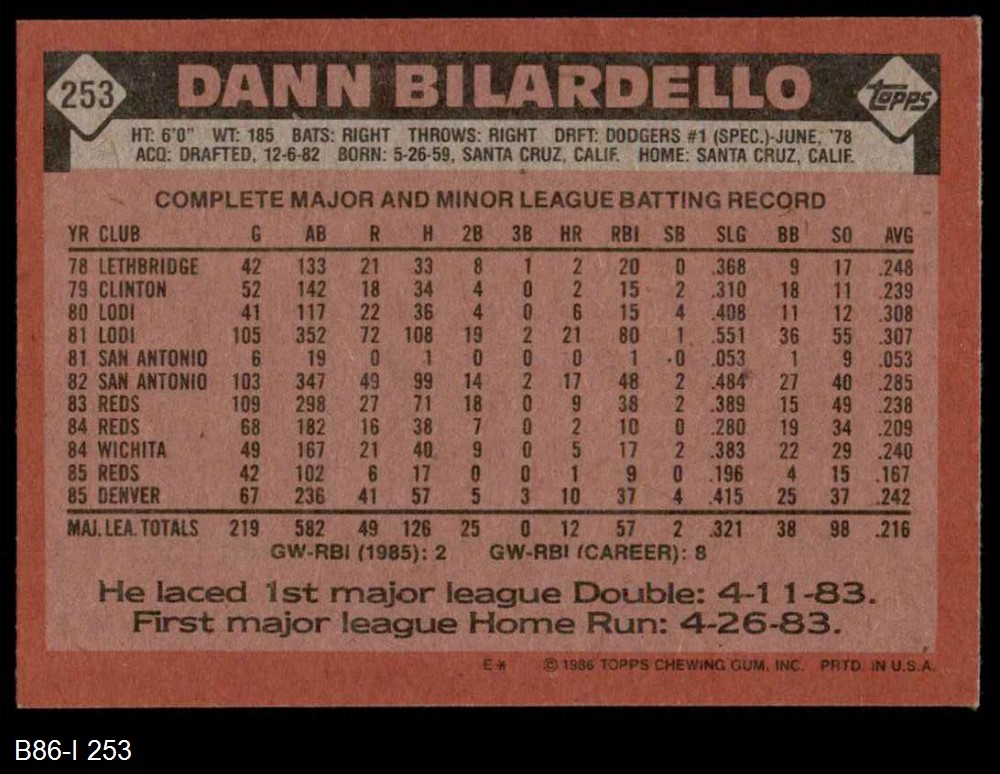 253 DANN BILARDELLO Topps
HT: 6'0" WT: 185 BATS: RIGHT THROWS: RIGHT DRFT: DODGERS #1 (SPEC.)-JUNE, '78
ACQ: DRAFTED, 12-6-82 BORN: 5-26-59, SANTA CRUZ, CALIF. HOME: SANTA CRUZ, CALIF.
COMPLETE MAJOR AND MINOR LEAGUE BATTING RECORD
YR CLUB G AB R H 2B 3B HR RBI SB SLG BB SO AVG
78 LETHBRIDGE 42 133 21 33 8 1 2 20 0 .368 9 17 .248
79 CLINTON 52 142 18 34 4 0 2 15 2 .310 18 11 .239
80 LODI 41 117 22 36 4 0 6 15 4 .408 11 12 .308
81 LODI 105 352 72 108 19 2 21 80 1 .551 36 55 .307
81 SAN ANTONIO 6 19 0 1 0 0 0 1 0 .053 1 9 .053
82 SAN ANTONIO 103 347 49 99 14 2 17 48 2 .484 27 40 .285
83 REDS 109 298 27 71 18 0 9 38 2 .389 15 49 .238
84 REDS 68 182 16 38 7 0 2 10 0 .280 19 34 .209
84 WICHITA 49 167 21 40 9 0 5 17 2 .383 22 29 .240
85 REDS 42 102 6 17 0 0 1 9 0 .196 4 15 .167
85 DENVER 67 236 41 57 5 3 10 37 4 .415 25 37 .242
MAJ. LEA. TOTALS 219 582 49 126 25 0 12 57 2 .321 38 98 .216
GW-RBI (1985): 2 GW-RBI (CAREER): 8
He laced 1st major league Double: 4-11-83.
First major league Home Run: 4-26-83.
E* © 1986 TOPPS CHEWING GUM, INC. PRTD. IN U.S.A.
B86-I 253